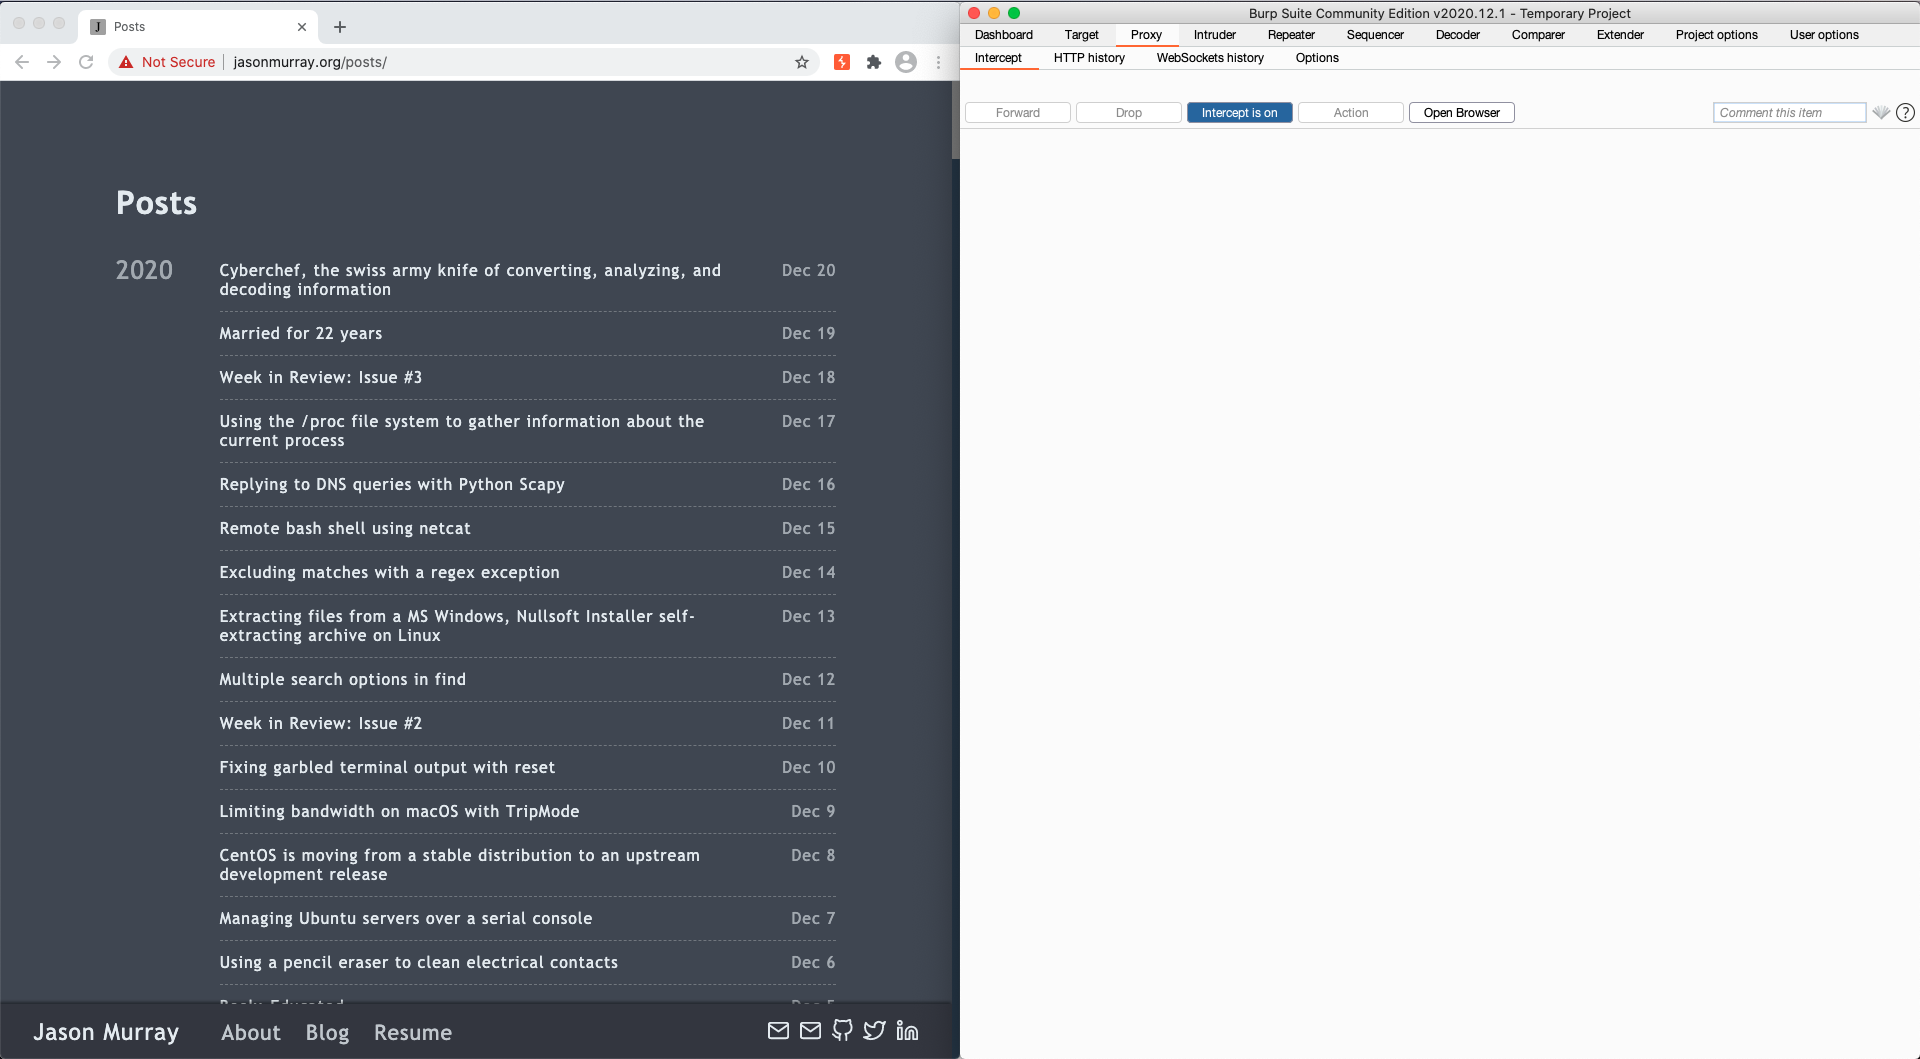 J Posts
Not Secure jasonmurray.org/posts/
Posts
2020
Cyberchef, the swiss army knife of converting, analyzing, and Dec 20
decoding information
Married for 22 years Dec 19
Week in Review: Issue #3 Dec 18
Using the /proc file system to gather information about the Dec 17
current process
Replying to DNS queries with Python Scapy Dec 16
Remote bash shell using netcat Dec 15
Excluding matches with a regex exception Dec 14
Extracting files from a MS Windows, Nullsoft Installer self- Dec 13
extracting archive on Linux
Multiple search options in find Dec 12
Week in Review: Issue #2 Dec 11
Fixing garbled terminal output with reset Dec 10
Limiting bandwidth on macOS with TripMode Dec 9
CentOS is moving from a stable distribution to an upstream Dec 8
development release
Managing Ubuntu servers over a serial console Dec 7
Using a pencil eraser to clean electrical contacts Dec 6
Jason Murray About Blog Resume
Burp Suite Community Edition v2020.12.1 - Temporary Project
Dashboard Target Proxy Intruder Repeater Sequencer Decoder Comparer Extender Project options User options
Intercept HTTP history WebSockets history Options
Forward Drop Intercept is on Action Open Browser Comment this item ?